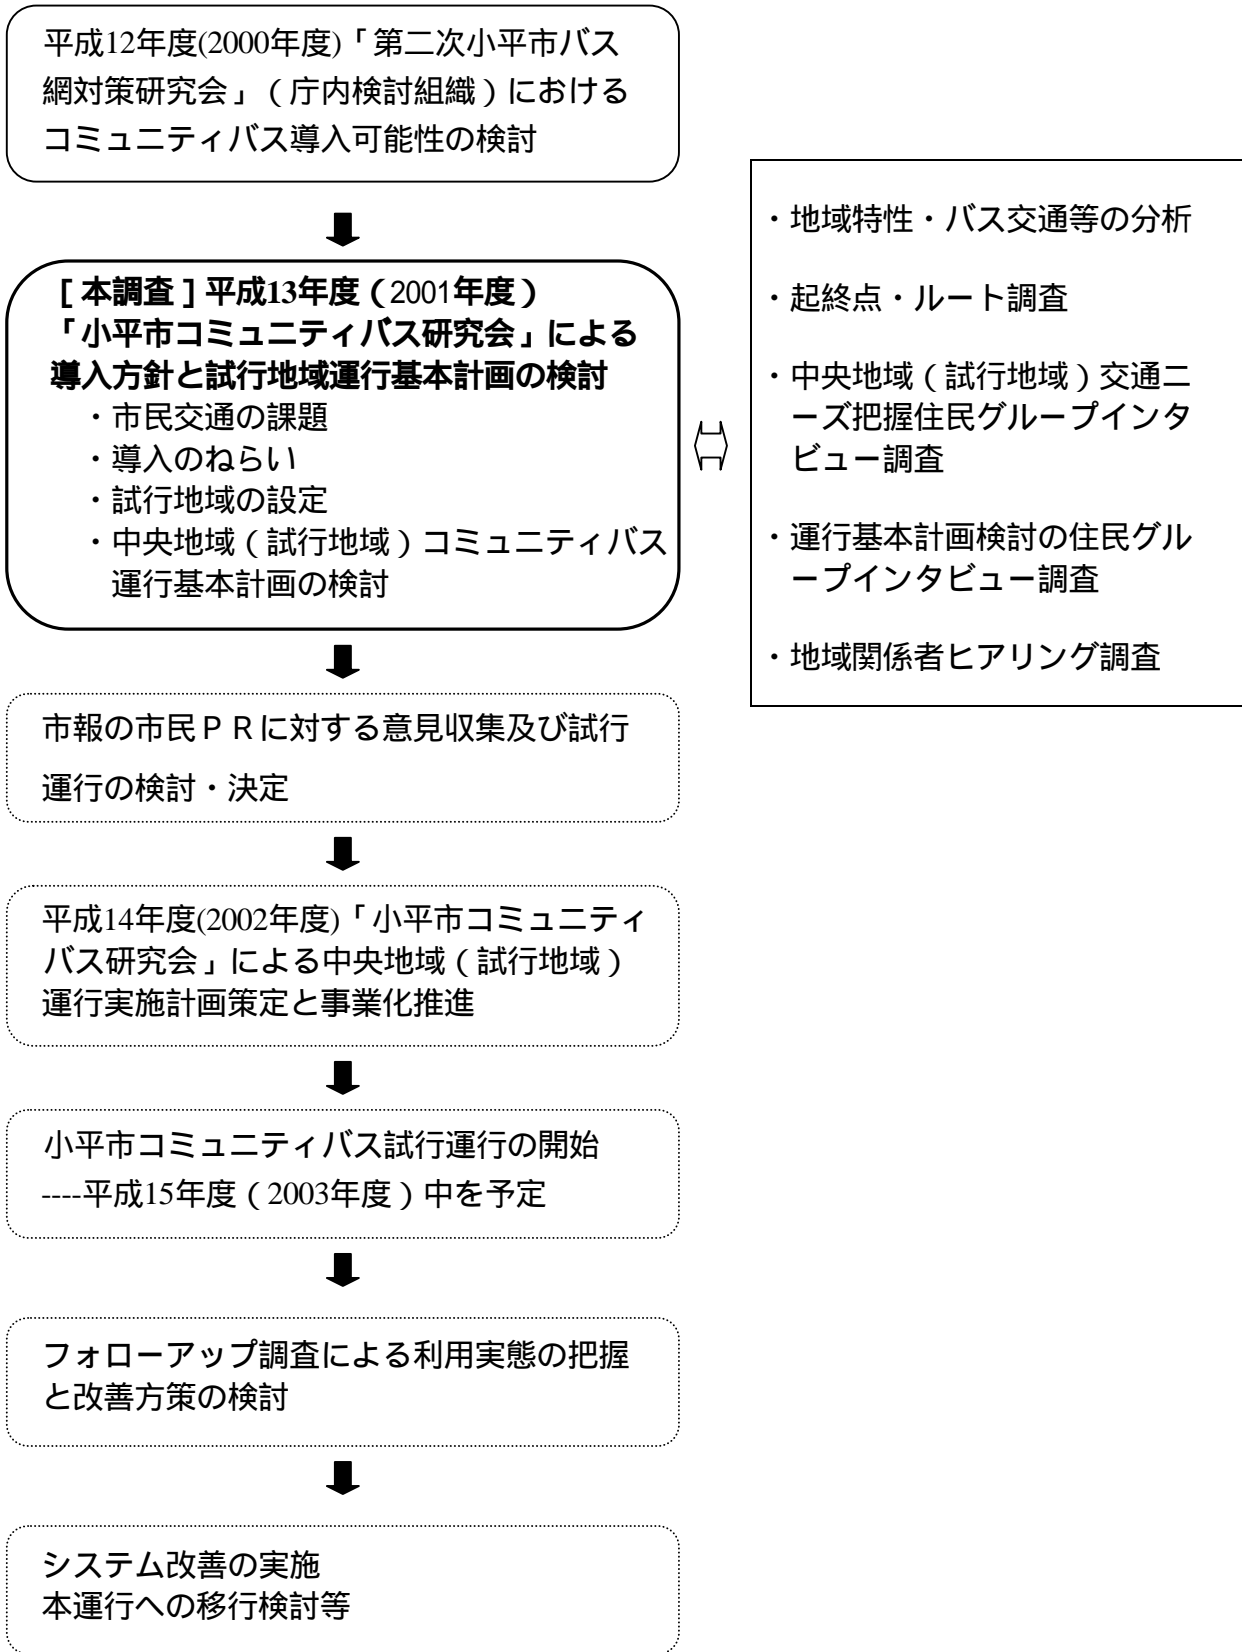 平成12年度(2000年度)「第二次小平市バス
網対策研究会」（庁内検討組織）における
コミュニティバス導入可能性の検討
［本調査］平成13年度（2001年度）
「小平市コミュニティバス研究会」による
導入方針と試行地域運行基本計画の検討
・市民交通の課題
・導入のねらい
・試行地域の設定
・中央地域（試行地域）コミュニティバス
運行基本計画の検討
・地域特性・バス交通等の分析
・起終点・ルート調査
・中央地域（試行地域）交通ニ
ーズ把握住民グループインタ
ビュー調査
・運行基本計画検討の住民グル
ープインタビュー調査
・地域関係者ヒアリング調査
市報の市民ＰＲに対する意見収集及び試行
運行の検討・決定
平成14年度(2002年度)「小平市コミュニティ
バス研究会」による中央地域（試行地域）
運行実施計画策定と事業化推進
小平市コミュニティバス試行運行の開始
----平成15年度（2003年度）中を予定
フォローアップ調査による利用実態の把握
と改善方策の検討
システム改善の実施
本運行への移行検討等